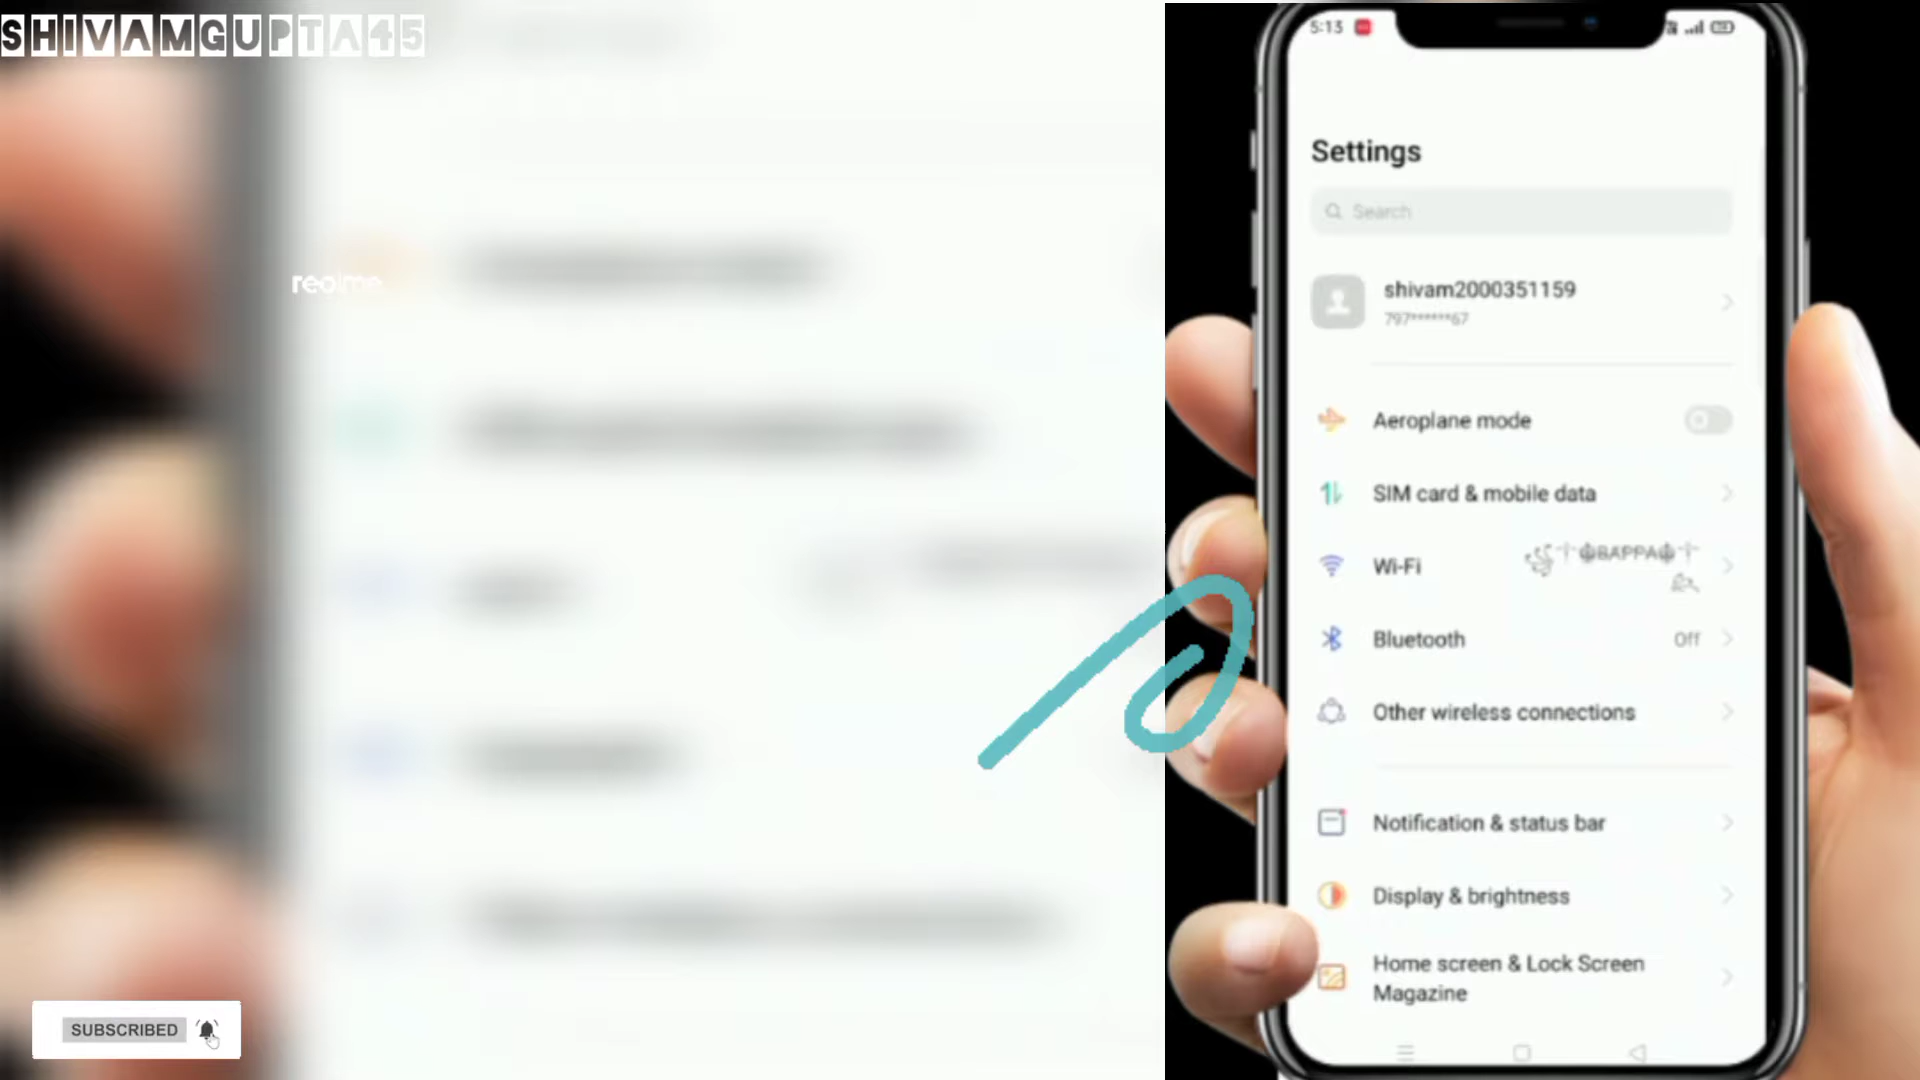 SHIVAMGUPTA45
realme
5:13
Settings
Search
shivam2000351159
797******67
Aeroplane mode
SIM card & mobile data
Wi-Fi
BAPPA
Bluetooth Off
Other wireless connections
Notification & status bar
Display & brightness
Home screen & Lock Screen
Magazine
SUBSCRIBED